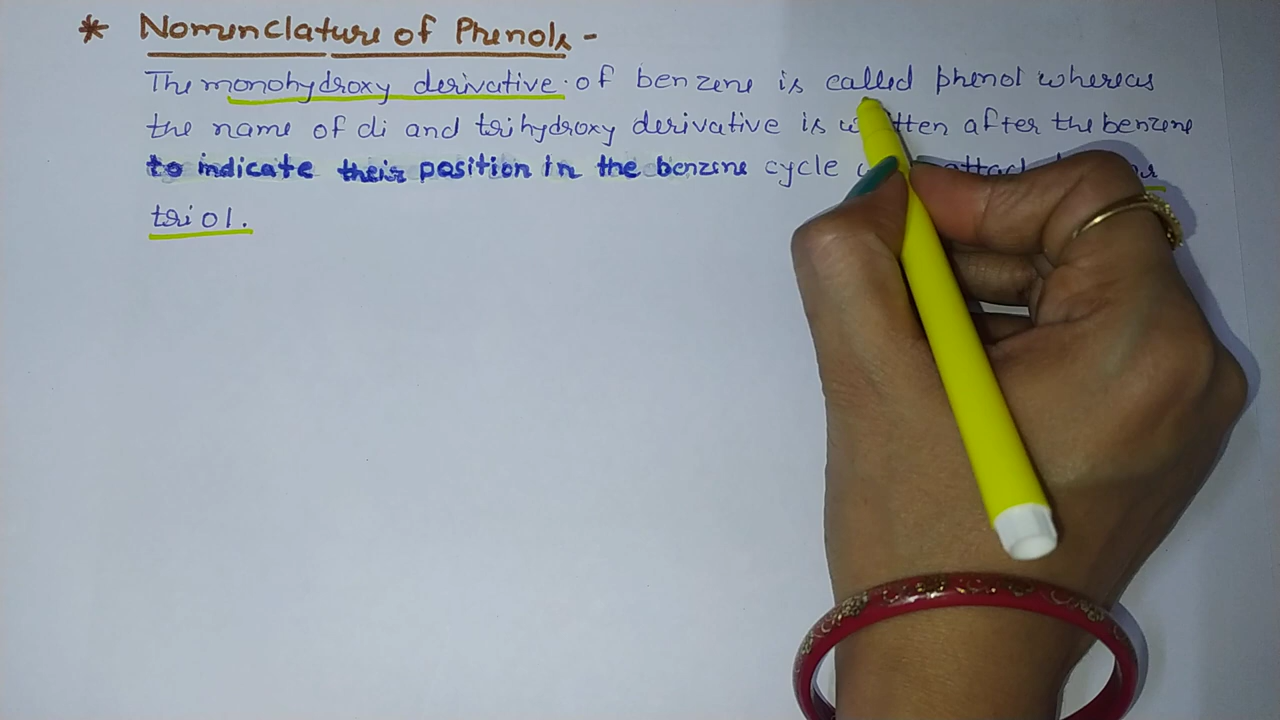 * Nomenclature of Phenols -
The monohydroxy derivative. of benzene is called phenol whereas
the name of di and trihydroxy derivative is written after the benzene
to indicate their position in the benzene cycle
triol.